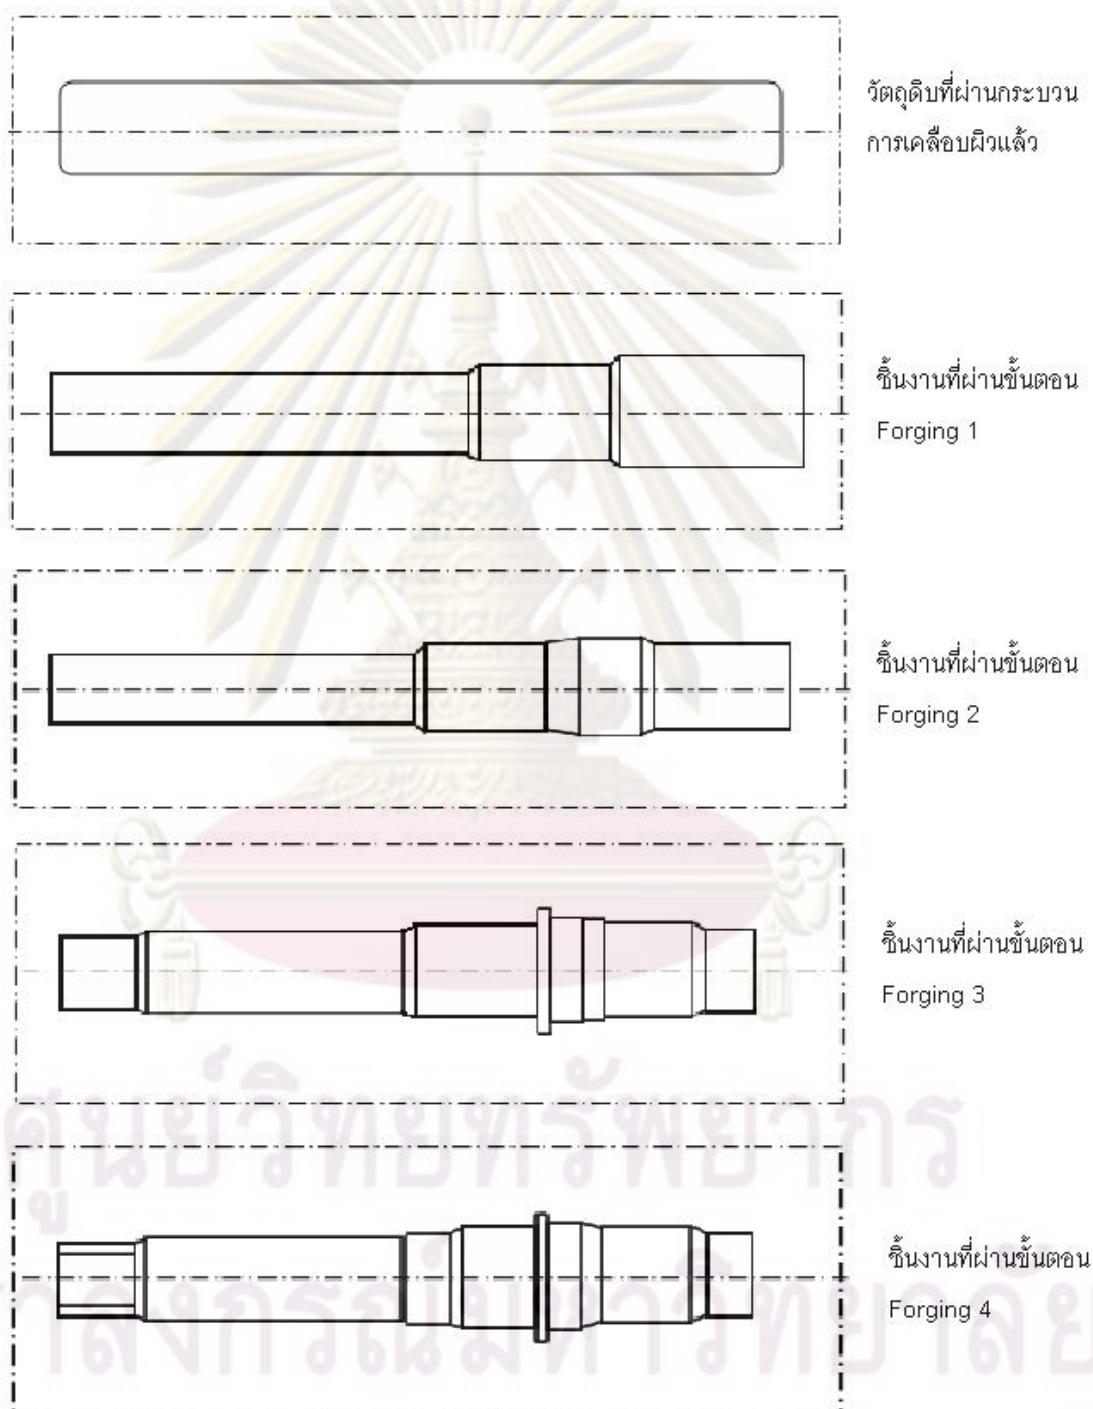 วัตถุดิบที่ผ่านกระบวน
การเคลือบผิวแล้ว
ชิ้นงานที่ผ่านขั้นตอน
Forging 1
ชิ้นงานที่ผ่านขั้นตอน
Forging 2
ชิ้นงานที่ผ่านขั้นตอน
Forging 3
ศูนย์วิทยทรัพยากร
ชิ้นงานที่ผ่านขั้นตอน
Forging 4
าลงกรณ์มหาวิทยาลัย